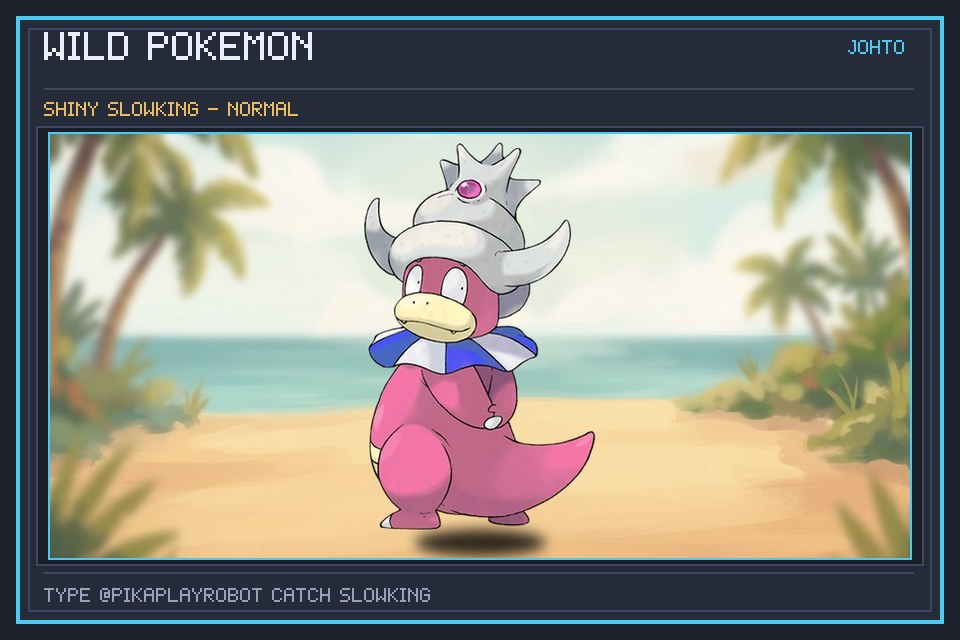 WILD POKEMON
JOHTO
SHINY SLOWKING - NORMAL
TYPE @PIKAPLAYROBOT CATCH SLOWKING